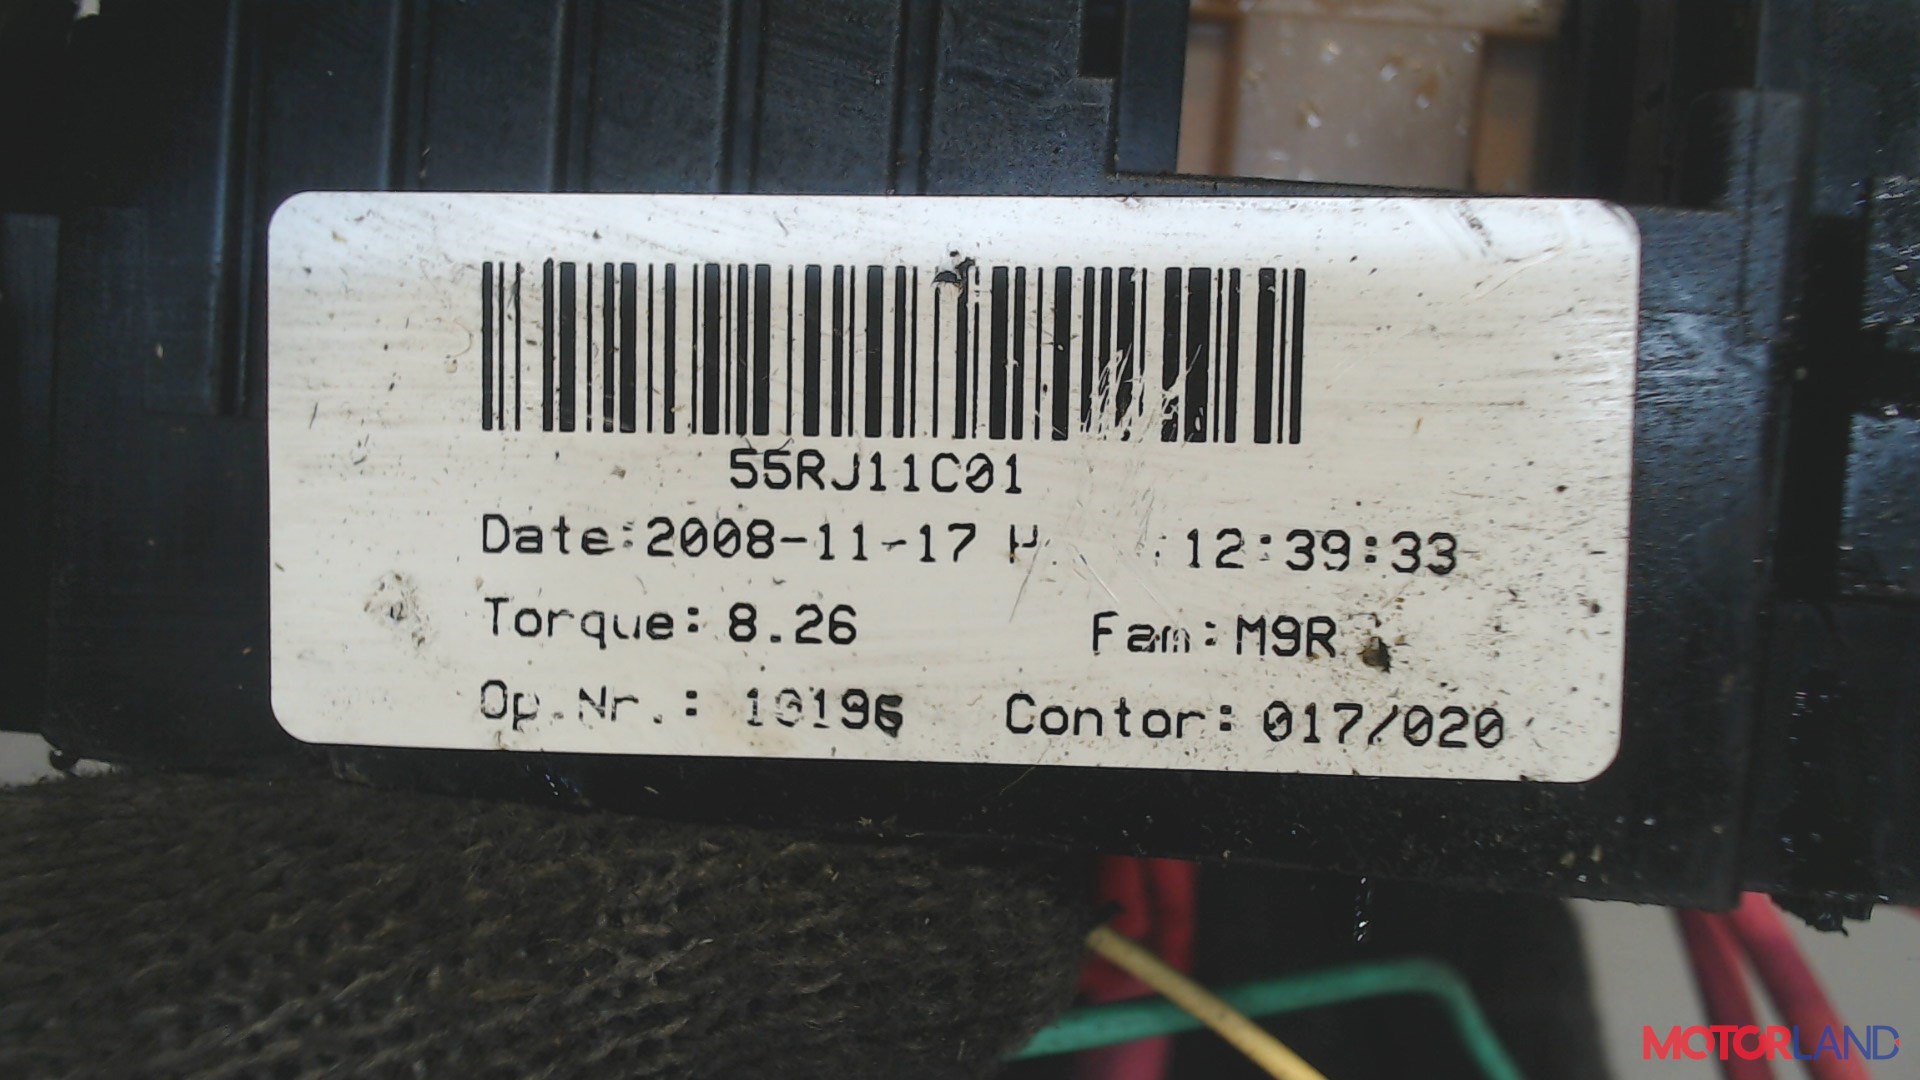 55RJ11C01
Date:2008-11-17 :12:39:33
Torque: 8.26 Fam: M9R
Op.Nr.: Contor: 017/020
MOTORLAND